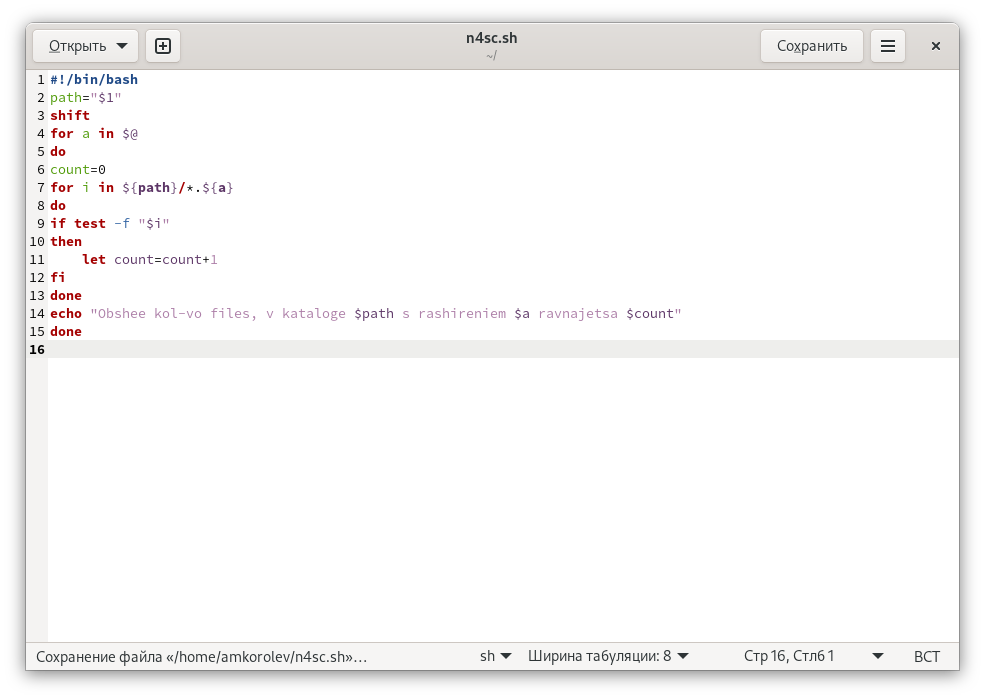 Открыть
n4sc.sh
~/
Сохранить
1 #!/bin/bash
2 path="$1"
3 shift
4 for a in $@
5 do
6 count=0
7 for i in ${path}/*.${a}
8 do
9 if test -f "$i"
10 then
11     let count=count+1
12 fi
13 done
14 echo "Obshee kol-vo files, v kataloge $path s rashireniem $a ravnajetsa $count"
15 done
16
Сохранение файла «/home/amkorolev/n4sc.sh»… sh Ширина табуляции: 8 Стр 16, Стлб 1 ВСТ